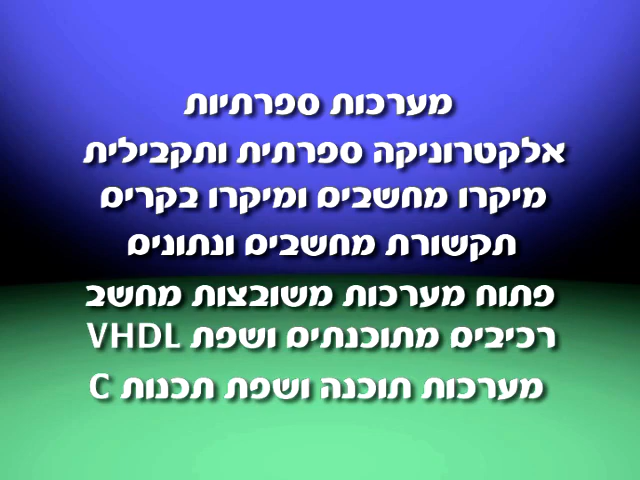 מערכות ספרתיות
אלקטרוניקה ספרתית ותקבילית
מיקרו מחשבים ומיקרו בקרים
תקשורת מחשבים ונתונים
פתוח מערכות משובצות מחשב
רכיבים מתוכנתים ושפת VHDL
מערכות תוכנה ושפת תכנות C